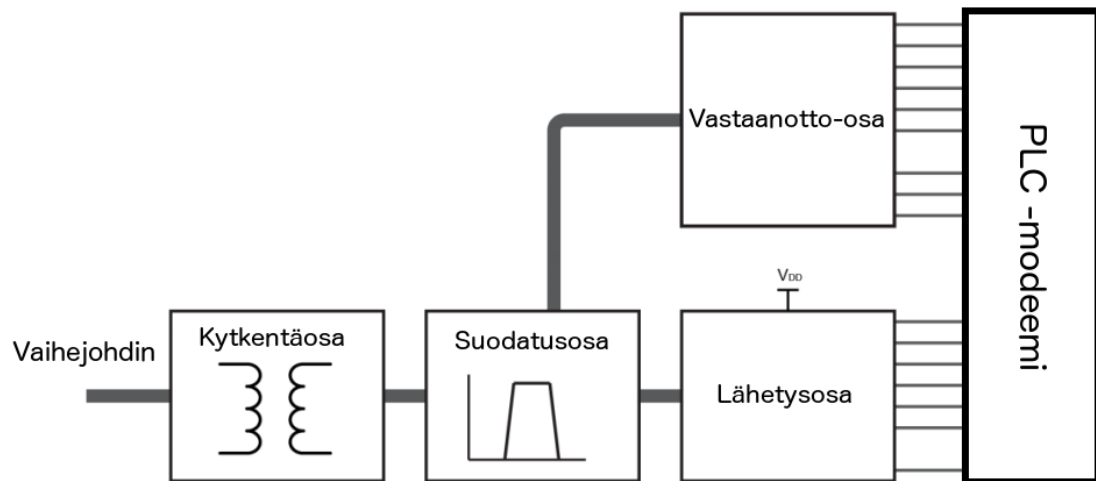 Vastaanotto-osa
PLC -modeemi
VDD
Vaihejohdin
Kytkentäosa
Suodatusosa
Lähetysosa